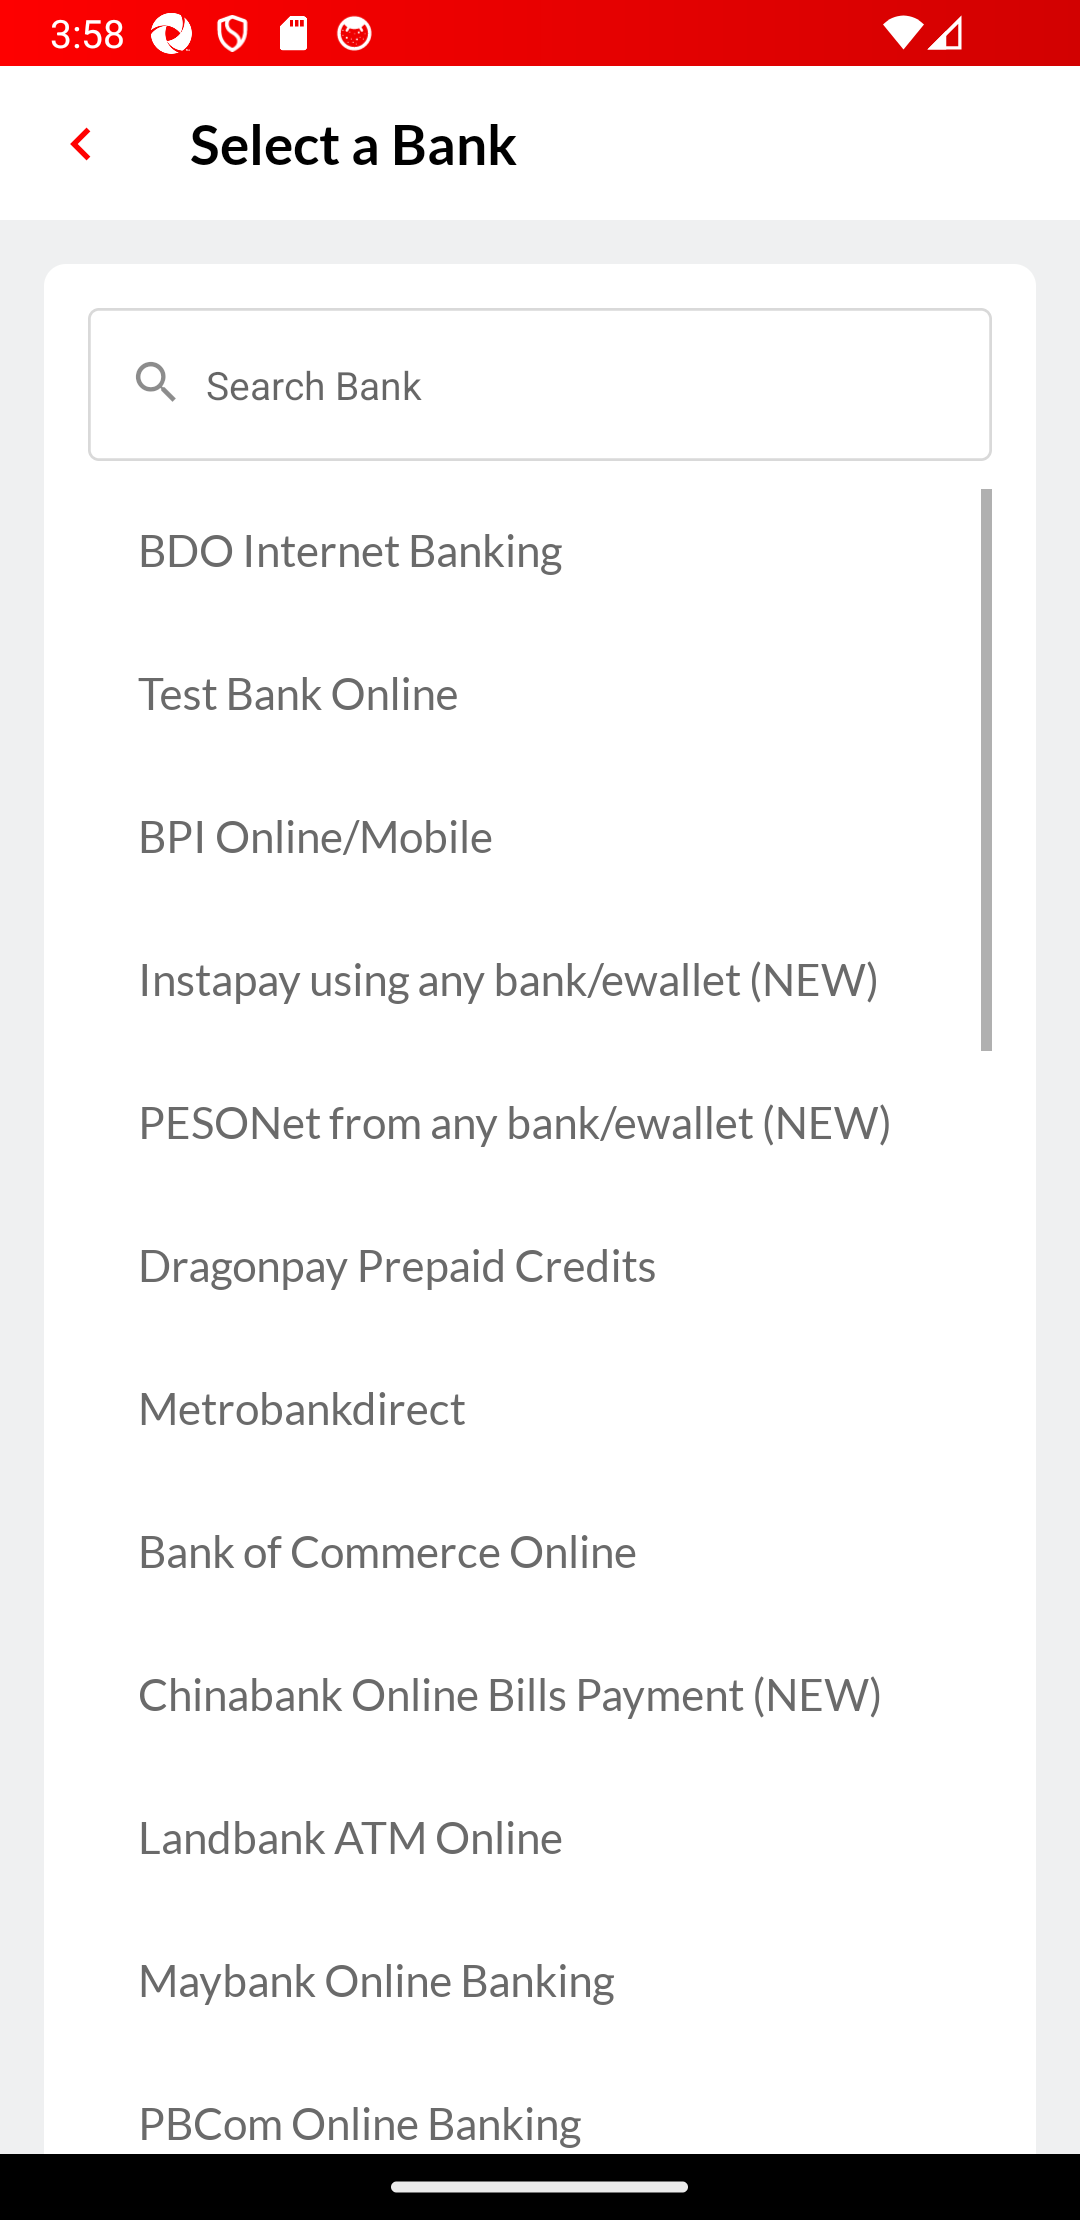 3:58
Select a Bank
Search Bank
BDO Internet Banking
Test Bank Online
BPI Online/Mobile
Instapay using any bank/ewallet (NEW)
PESONet from any bank/ewallet (NEW)
Dragonpay Prepaid Credits
Metrobankdirect
Bank of Commerce Online
Chinabank Online Bills Payment (NEW)
Landbank ATM Online
Maybank Online Banking
PBCom Online Banking